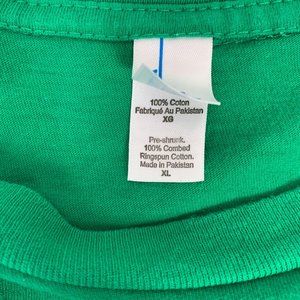 100% Coton
Fabriqué Au Pakistan
XG
Pre-shrunk.
100% Combed
Ringspun Cotton.
Made in Pakistan
XL